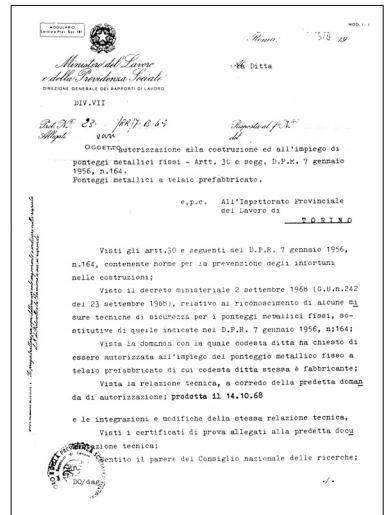 MODULARIO
MOD. 1 - 1
Roma,
19
Ministero del Lavoro
e della Previdenza Sociale
DIREZIONE GENERALE DEI RAPPORTI DI LAVORO
Ditta
DIV.VII
Prot. N.
Allegati
Risposta al f. N.
del
OGGETTO: Autorizzazione alla costruzione ed all'impiego di
ponteggi metallici fissi - Artt. 30 e segg. D.P.R. 7 gennaio
1956, n.164.
Ponteggi metallici a telaio prefabbricato.
e,p.c. All'Ispettorato Provinciale
del Lavoro di
TORINO
Visti gli artt.30 e seguenti del D.P.R. 7 gennaio 1956,
n.164, contenente norme per la prevenzione degli infortuni
nelle costruzioni;
Visto il decreto ministeriale 2 settembre 1968 (G.U.n.242
del 23 settembre 1968), relativo al riconoscimento di alcune mi
sure tecniche di sicurezza per i ponteggi metallici fissi, so-
stitutive di quelle indicate nel D.P.R. 7 gennaio 1956, n;164;
Vista la domanda con la quale codesta ditta ha chiesto di
essere autorizzata all'impiego del ponteggio metallico fisso a
telaio prefabbricato di cui codesta ditta stessa è fabbricante;
Vista la relazione tecnica, a corredo della predetta doman
da di autorizzazione; prodotta il 14.10.68
e le integrazioni e modifiche della stessa relazione tecnica,
Visti i certificati di prova allegati alla predetta docu
azione tecnica;
Sentito il parere del Consiglio nazionale delle ricerche;
DO/dag
./.